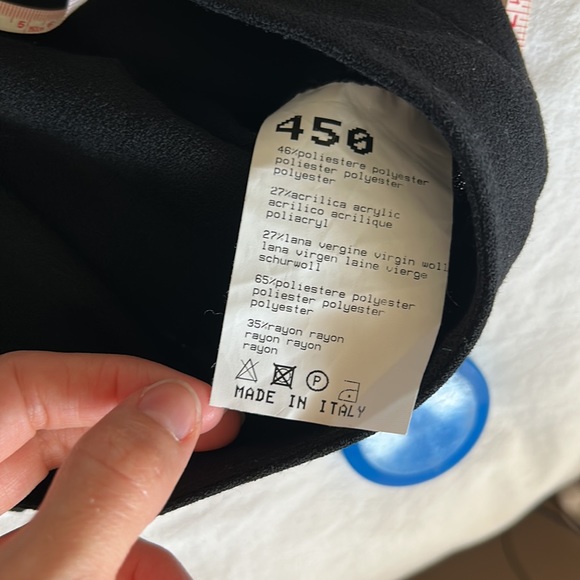 450
46%poliestere polyester
poliester polyester
polyester
27%acrilica acrylic
acrilico acrilique
poliacryl
27%lana vergine virgin woll
lana virgen laine vierge
schurwoll
65%poliestere polyester
poliester polyester
polyester
35%rayon rayon
rayon rayon
rayon
P
MADE IN ITALY